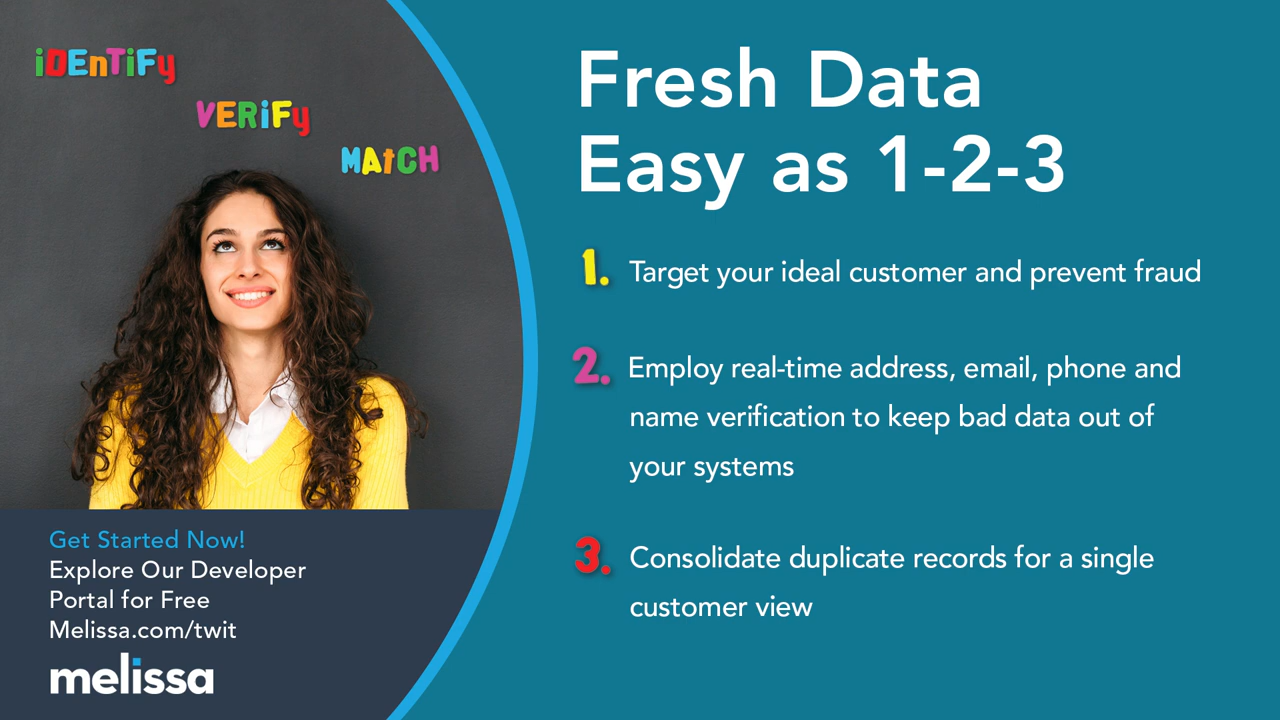 iDEnTiFy
VERiFy
MAtCH
Fresh Data
Easy as 1-2-3
1. Target your ideal customer and prevent fraud
2. Employ real-time address, email, phone and
name verification to keep bad data out of
your systems
3. Consolidate duplicate records for a single
customer view
Get Started Now!
Explore Our Developer
Portal for Free
Melissa.com/twit
melissa